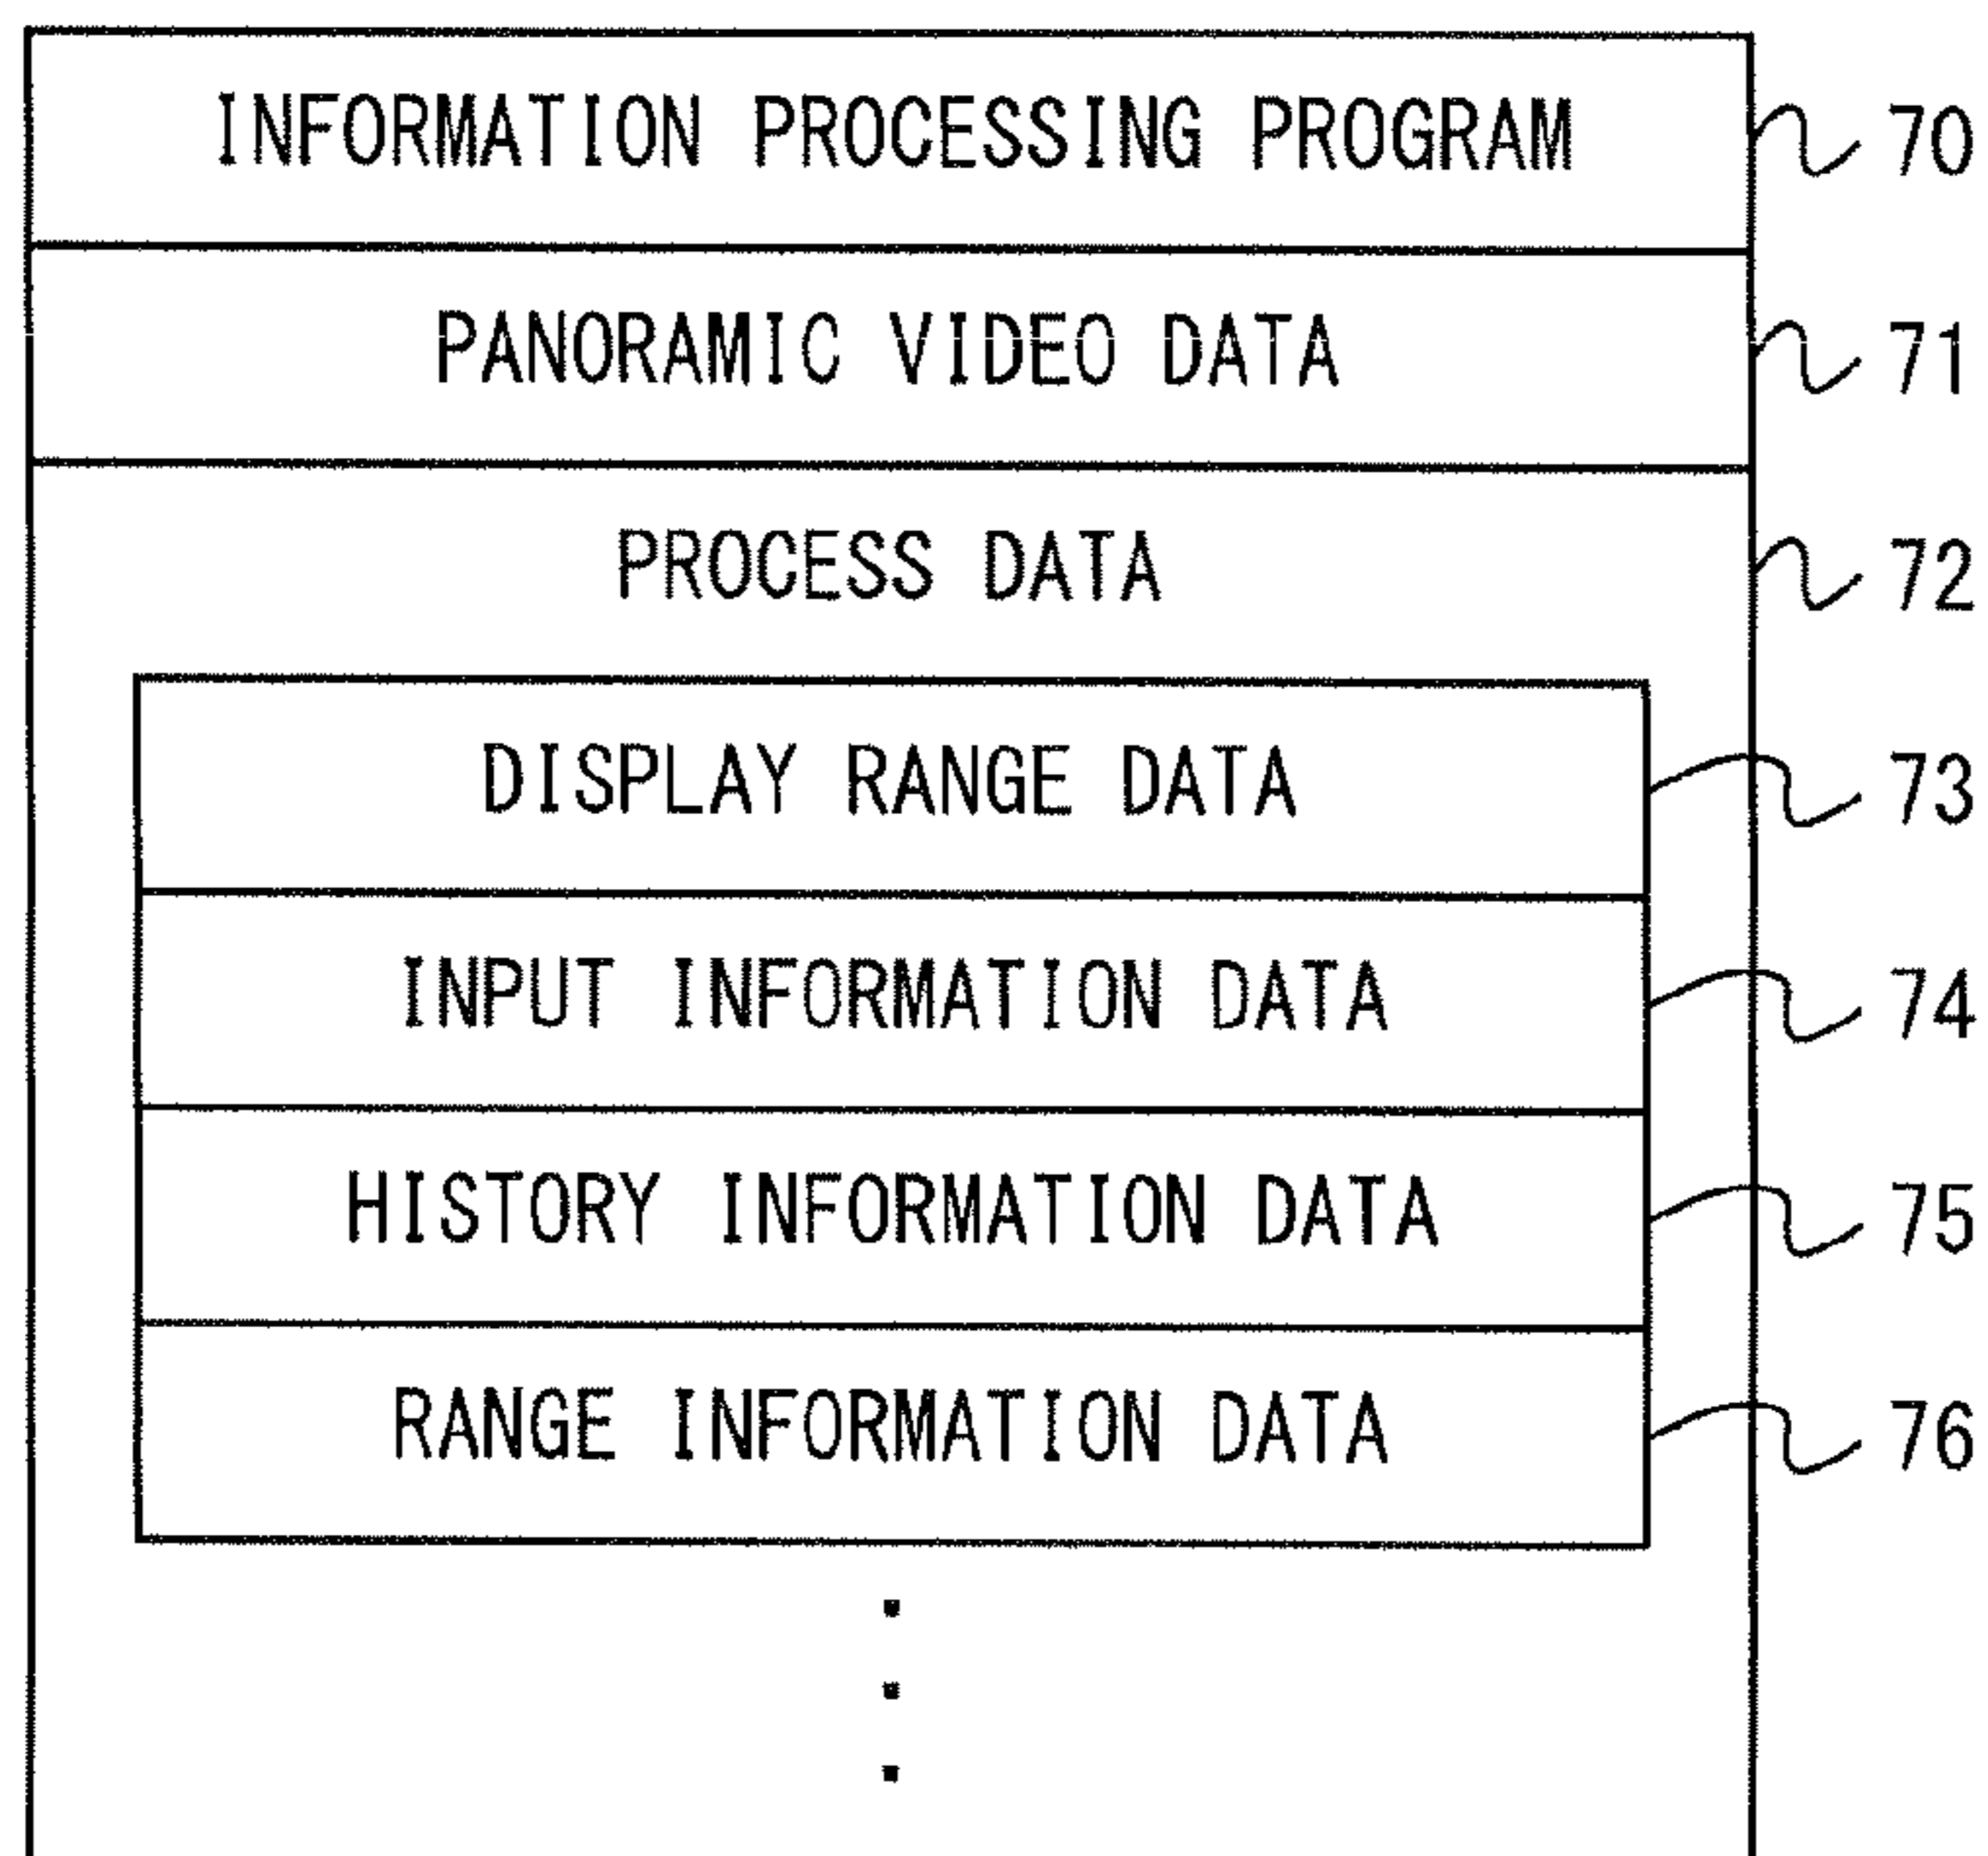 INFORMATION PROCESSING PROGRAM 70
PANORAMIC VIDEO DATA 71
PROCESS DATA 72
DISPLAY RANGE DATA 73
INPUT INFORMATION DATA 74
HISTORY INFORMATION DATA 75
RANGE INFORMATION DATA 76